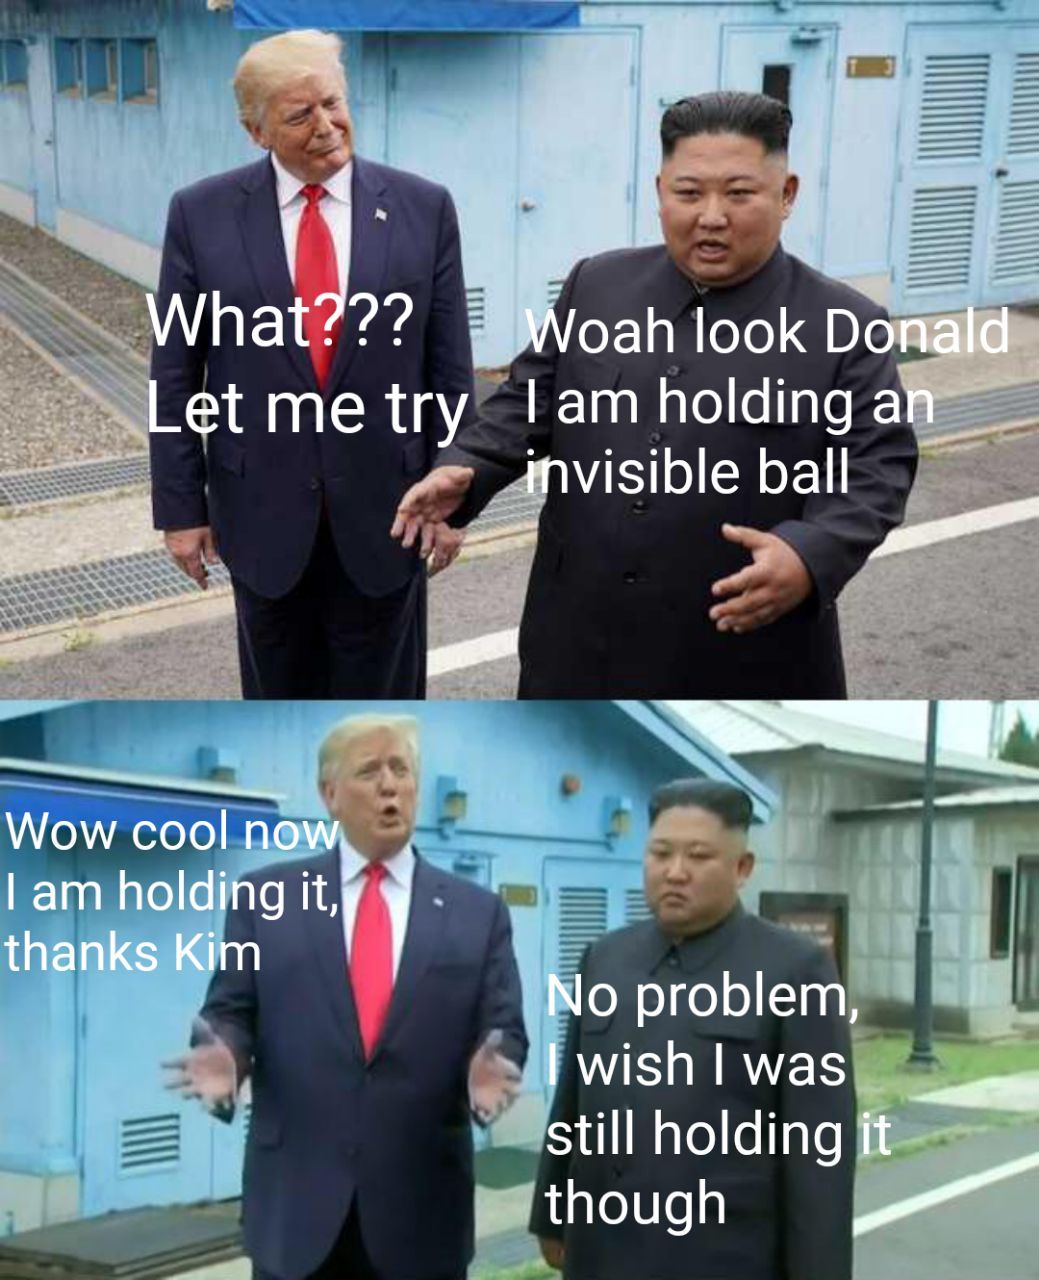 What???
Let me try
Woah look Donald
I am holding an
invisible ball
Wow cool now
I am holding it,
thanks Kim
No problem,
I wish I was
still holding it
though